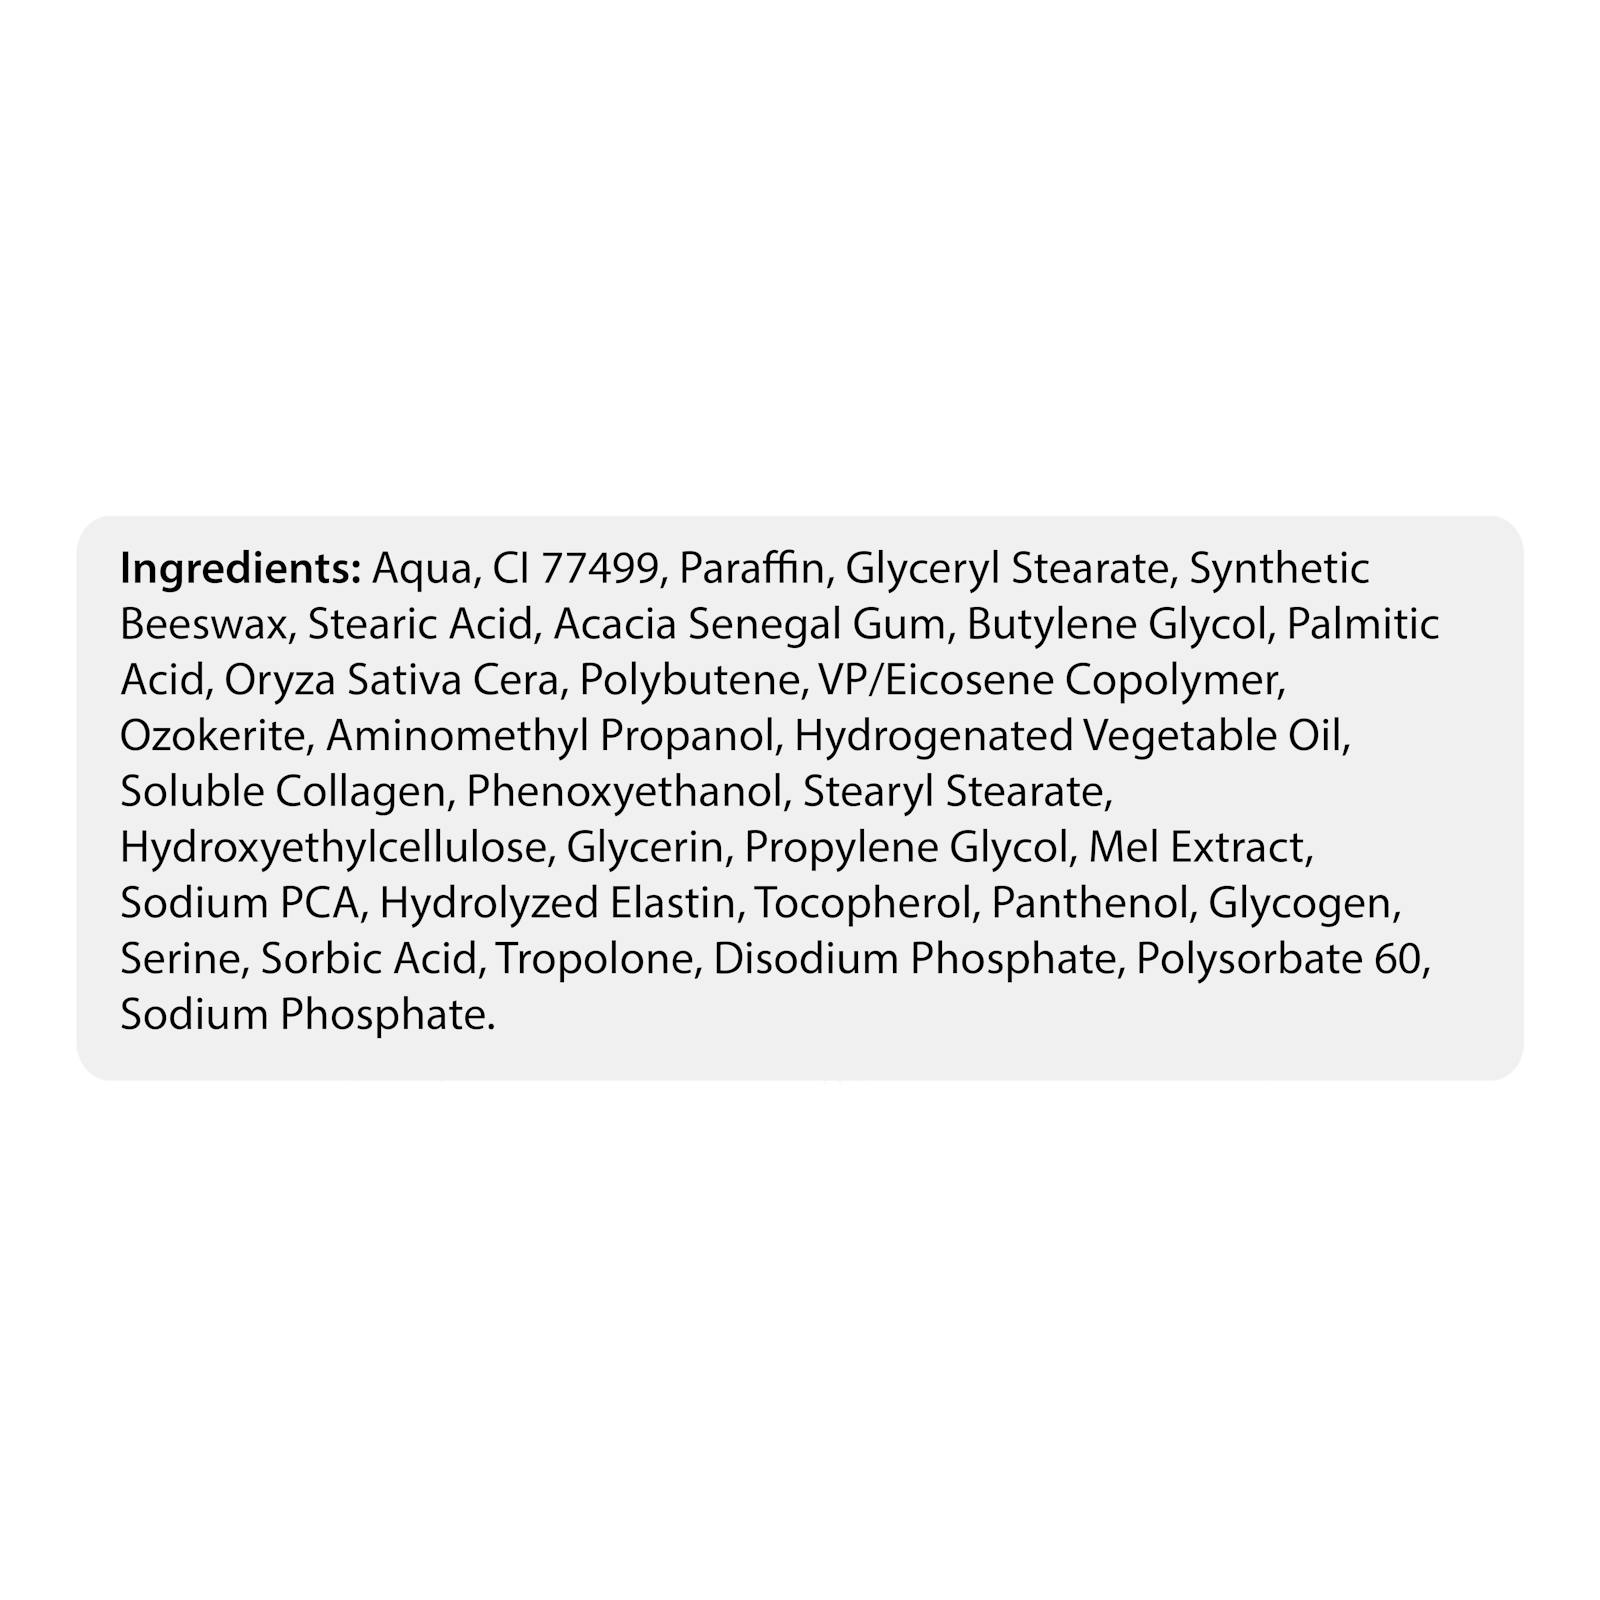 Ingredients: Aqua, CI 77499, Paraffin, Glyceryl Stearate, Synthetic
Beeswax, Stearic Acid, Acacia Senegal Gum, Butylene Glycol, Palmitic
Acid, Oryza Sativa Cera, Polybutene, VP/Eicosene Copolymer,
Ozokerite, Aminomethyl Propanol, Hydrogenated Vegetable Oil,
Soluble Collagen, Phenoxyethanol, Stearyl Stearate,
Hydroxyethylcellulose, Glycerin, Propylene Glycol, Mel Extract,
Sodium PCA, Hydrolyzed Elastin, Tocopherol, Panthenol, Glycogen,
Serine, Sorbic Acid, Tropolone, Disodium Phosphate, Polysorbate 60,
Sodium Phosphate.